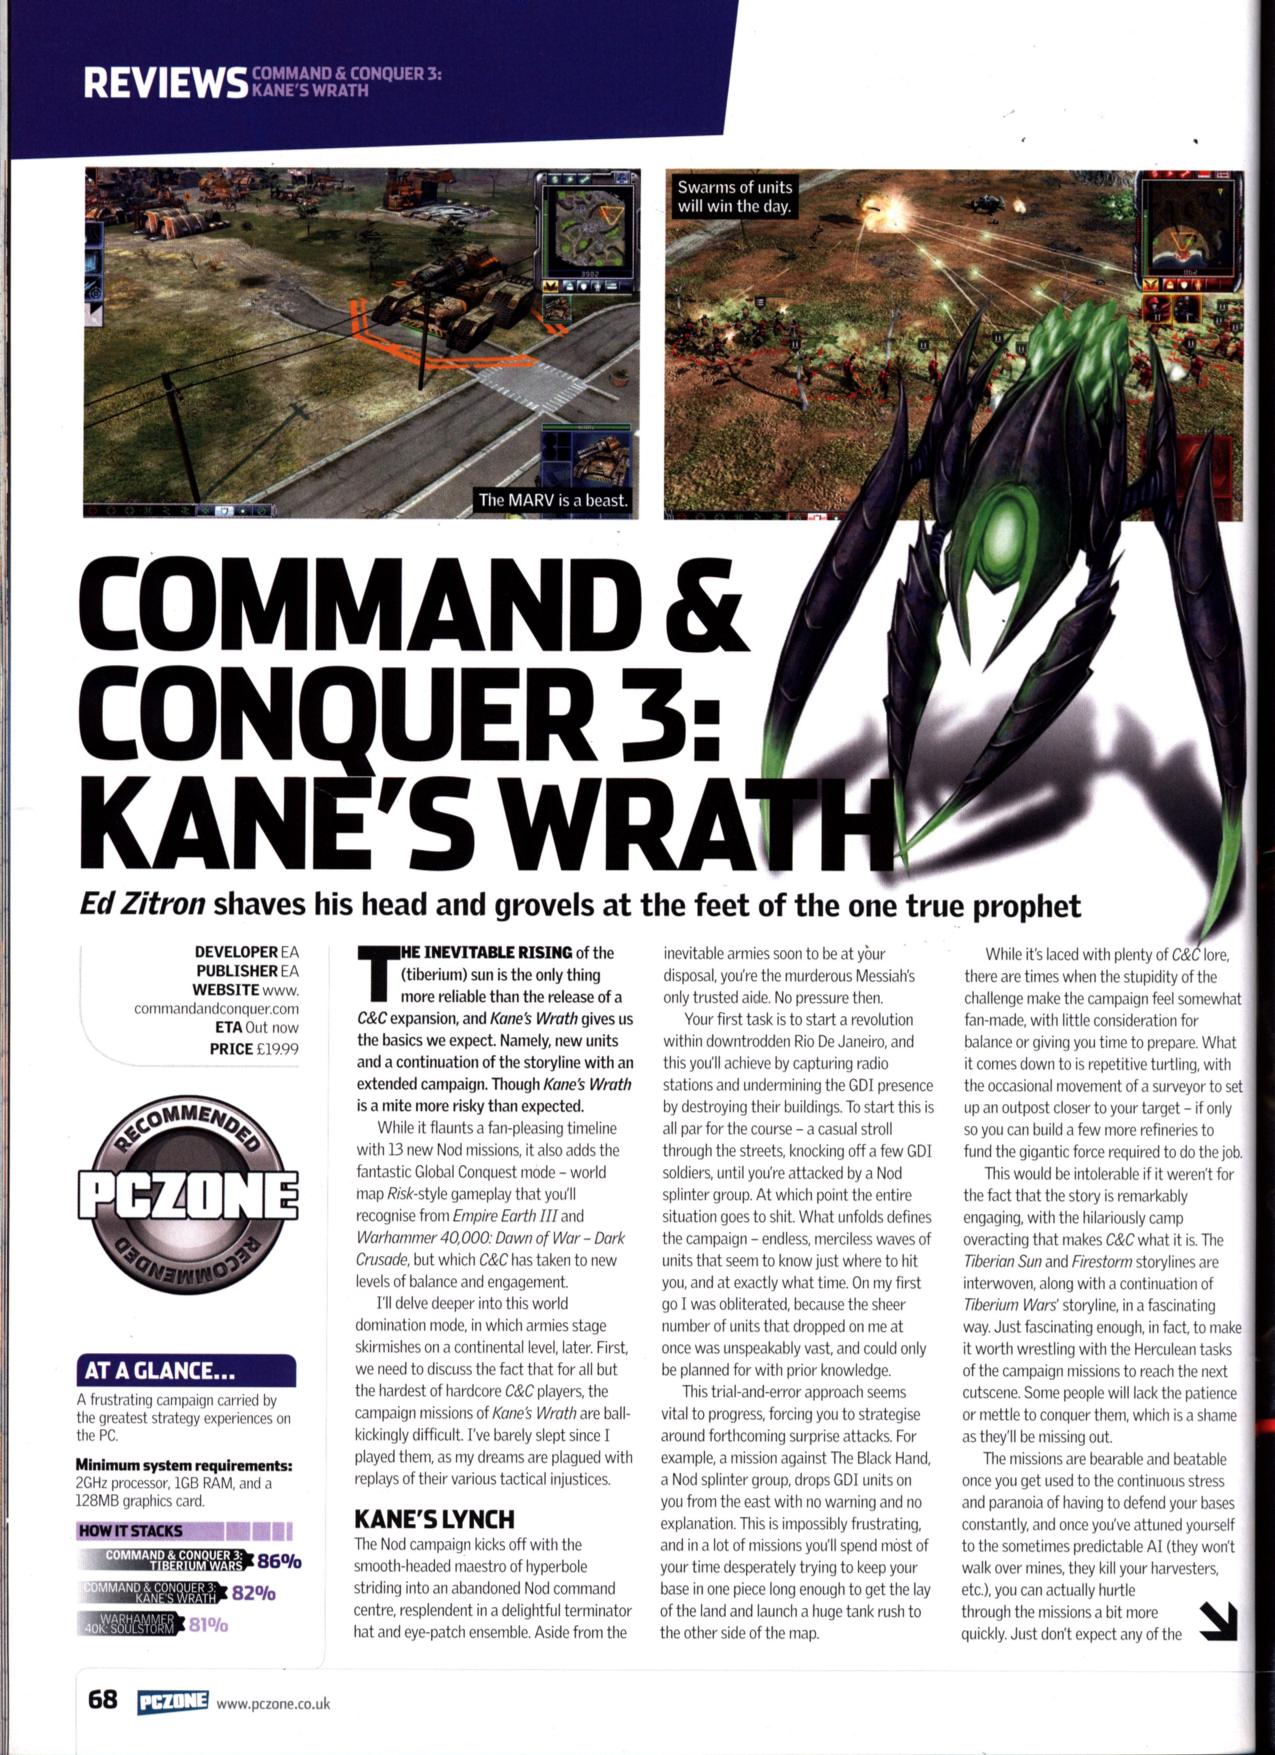 REVIEWS COMMAND & CONQUER 3:
KANE'S WRATH
Swarms of units
will win the day.
3902
The MARV is a beast.
COMMAND &
CONQUER 3:
KANE'S WRATH
Ed Zitron shaves his head and grovels at the feet of the one true prophet
DEVELOPER EA
PUBLISHER EA
WEBSITE www.
commandandconquer.com
ETA Out now
PRICE £19.99
RECOMMENDED
PCZONE
RECOMMENDED
AT A GLANCE...
A frustrating campaign carried by
the greatest strategy experiences on
the PC.
Minimum system requirements:
2GHz processor, 1GB RAM, and a
128MB graphics card.
HOW IT STACKS
COMMAND & CONQUER 3:
TIBERIUM WARS 86%
COMMAND & CONQUER 3:
KANE'S WRATH 82%
WARHAMMER
40K: SOULSTORM 81%
THE INEVITABLE RISING of the
(tiberium) sun is the only thing
more reliable than the release of a
C&C expansion, and Kane's Wrath gives us
the basics we expect. Namely, new units
and a continuation of the storyline with an
extended campaign. Though Kane's Wrath
is a mite more risky than expected.
While it flaunts a fan-pleasing timeline
with 13 new Nod missions, it also adds the
fantastic Global Conquest mode – world
map Risk-style gameplay that you'll
recognise from Empire Earth III and
Warhammer 40,000: Dawn of War – Dark
Crusade, but which C&C has taken to new
levels of balance and engagement.
I'll delve deeper into this world
domination mode, in which armies stage
skirmishes on a continental level, later. First,
we need to discuss the fact that for all but
the hardest of hardcore C&C players, the
campaign missions of Kane's Wrath are ball-
kickingly difficult. I've barely slept since I
played them, as my dreams are plagued with
replays of their various tactical injustices.
KANE'S LYNCH
The Nod campaign kicks off with the
smooth-headed maestro of hyperbole
striding into an abandoned Nod command
centre, resplendent in a delightful terminator
hat and eye-patch ensemble. Aside from the
inevitable armies soon to be at your
disposal, you're the murderous Messiah's
only trusted aide. No pressure then.
Your first task is to start a revolution
within downtrodden Rio De Janeiro, and
this you'll achieve by capturing radio
stations and undermining the GDI presence
by destroying their buildings. To start this is
all par for the course – a casual stroll
through the streets, knocking off a few GDI
soldiers, until you're attacked by a Nod
splinter group. At which point the entire
situation goes to shit. What unfolds defines
the campaign – endless, merciless waves of
units that seem to know just where to hit
you, and at exactly what time. On my first
go I was obliterated, because the sheer
number of units that dropped on me at
once was unspeakably vast, and could only
be planned for with prior knowledge.
This trial-and-error approach seems
vital to progress, forcing you to strategise
around forthcoming surprise attacks. For
example, a mission against The Black Hand,
a Nod splinter group, drops GDI units on
you from the east with no warning and no
explanation. This is impossibly frustrating,
and in a lot of missions you'll spend most of
your time desperately trying to keep your
base in one piece long enough to get the lay
of the land and launch a huge tank rush to
the other side of the map.
While it's laced with plenty of C&C lore,
there are times when the stupidity of the
challenge make the campaign feel somewhat
fan-made, with little consideration for
balance or giving you time to prepare. What
it comes down to is repetitive turtling, with
the occasional movement of a surveyor to set
up an outpost closer to your target – if only
so you can build a few more refineries to
fund the gigantic force required to do the job.
This would be intolerable if it weren't for
the fact that the story is remarkably
engaging, with the hilariously camp
overacting that makes C&C what it is. The
Tiberian Sun and Firestorm storylines are
interwoven, along with a continuation of
Tiberium Wars' storyline, in a fascinating
way. Just fascinating enough, in fact, to make
it worth wrestling with the Herculean tasks
of the campaign missions to reach the next
cutscene. Some people will lack the patience
or mettle to conquer them, which is a shame
as they'll be missing out.
The missions are bearable and beatable
once you get used to the continuous stress
and paranoia of having to defend your bases
constantly, and once you've attuned yourself
to the sometimes predictable AI (they won't
walk over mines, they kill your harvesters,
etc.), you can actually hurtle
through the missions a bit more
quickly. Just don't expect any of the
68 PCZONE www.pczone.co.uk